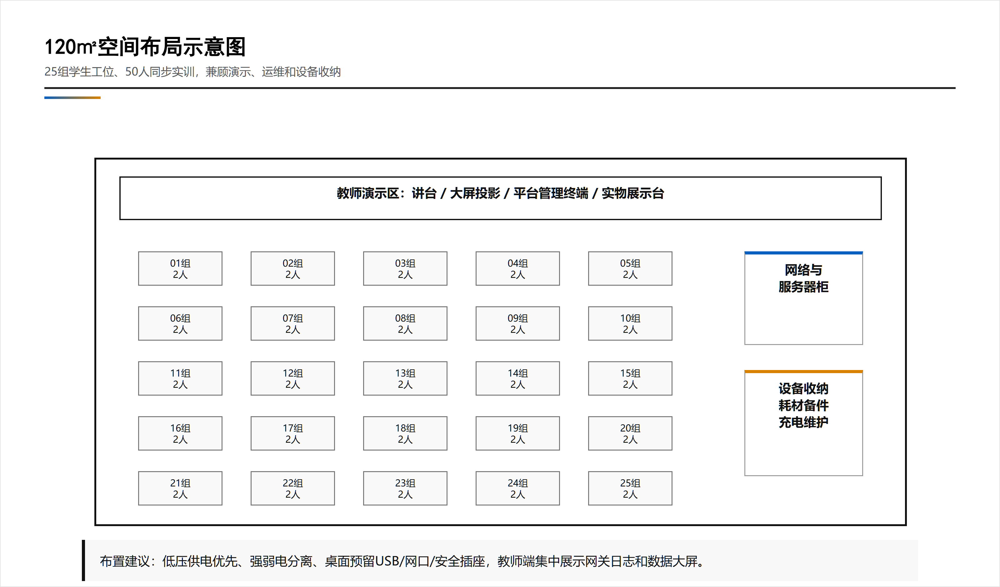 120㎡空间布局示意图
25组学生工位、50人同步实训，兼顾演示、运维和设备收纳
教师演示区：讲台 / 大屏投影 / 平台管理终端 / 实物展示台
01组
2人
02组
2人
03组
2人
04组
2人
05组
2人
网络与
服务器柜
06组
2人
07组
2人
08组
2人
09组
2人
10组
2人
11组
2人
12组
2人
13组
2人
14组
2人
15组
2人
设备收纳
耗材备件
充电维护
16组
2人
17组
2人
18组
2人
19组
2人
20组
2人
21组
2人
22组
2人
23组
2人
24组
2人
25组
2人
布置建议：低压供电优先、强弱电分离、桌面预留USB/网口/安全插座，教师端集中展示网关日志和数据大屏。